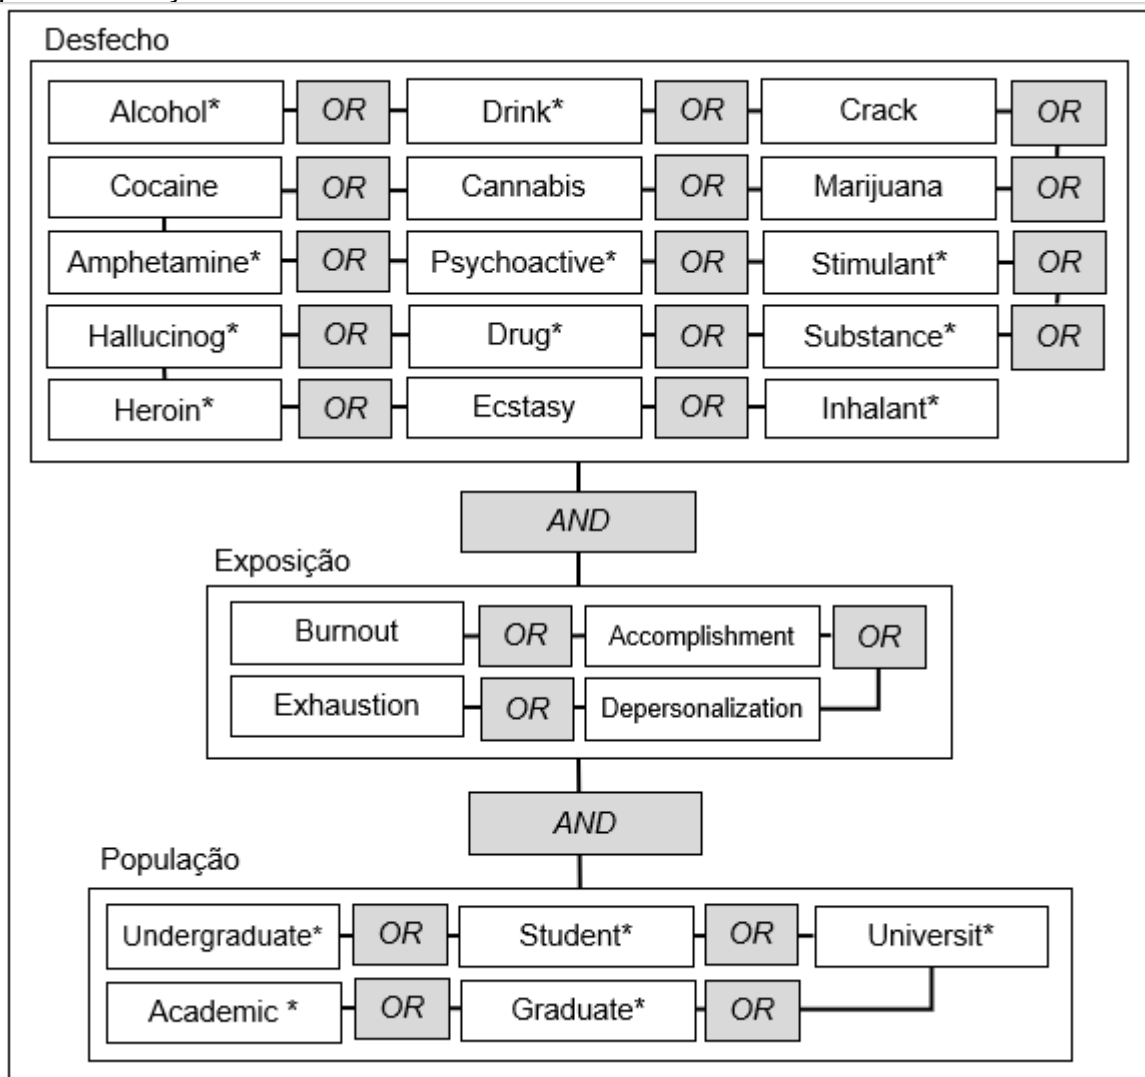 Desfecho
Alcohol* OR Drink* OR Crack OR
Cocaine OR Cannabis OR Marijuana OR
Amphetamine* OR Psychoactive* OR Stimulant* OR
Hallucinog* OR Drug* OR Substance* OR
Heroin* OR Ecstasy OR Inhalant*
AND
Exposição
Burnout OR Accomplishment OR
Exhaustion OR Depersonalization
AND
População
Undergraduate* OR Student* OR Universit*
Academic * OR Graduate* OR